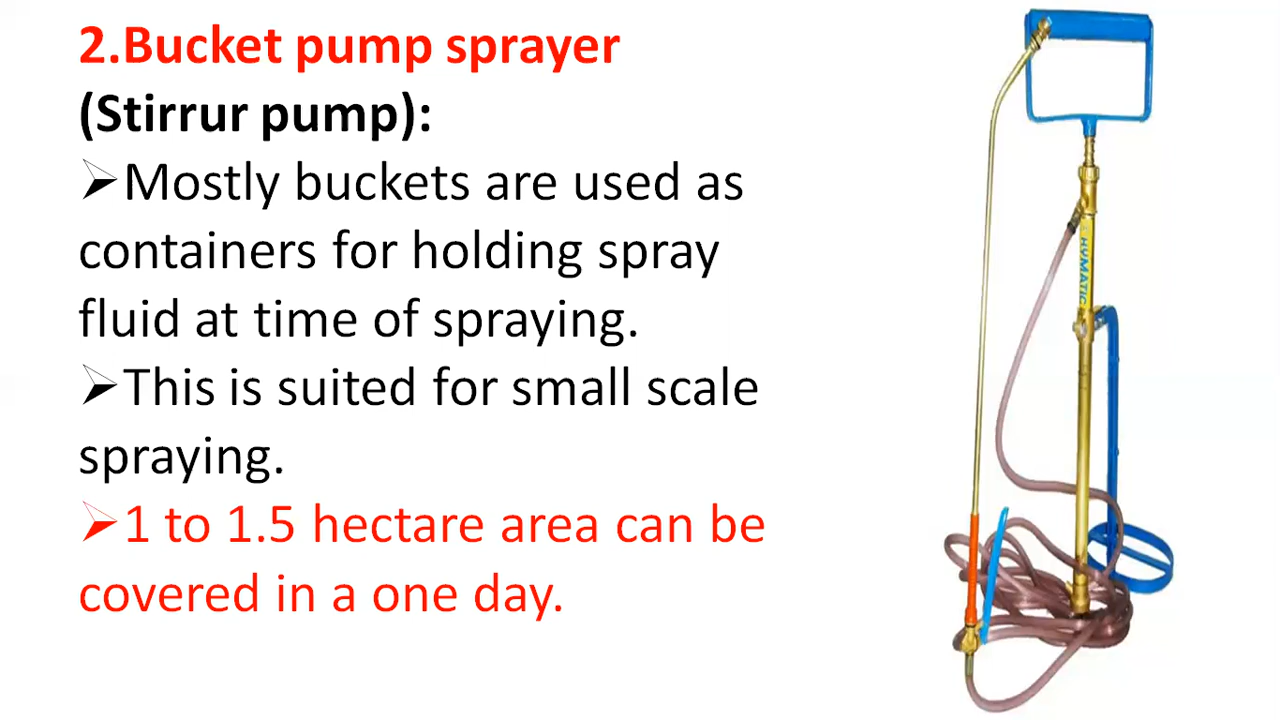 2.Bucket pump sprayer
(Stirrur pump):
➢Mostly buckets are used as
containers for holding spray
fluid at time of spraying.
➢This is suited for small scale
spraying.
➢1 to 1.5 hectare area can be
covered in a one day.